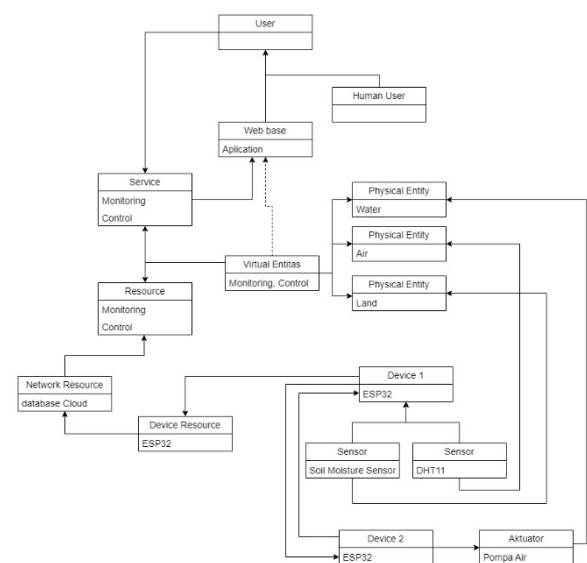 User
Human User
Web base
Aplication
Service
Monitoring
Control
Physical Entity
Water
Physical Entity
Air
Virtual Entitas
Monitoring, Control
Physical Entity
Land
Resource
Monitoring
Control
Network Resource
database Cloud
Device 1
ESP32
Device Resource
ESP32
Sensor
Soil Moisture Sensor
Sensor
DHT11
Device 2
ESP32
Aktuator
Pompa Air